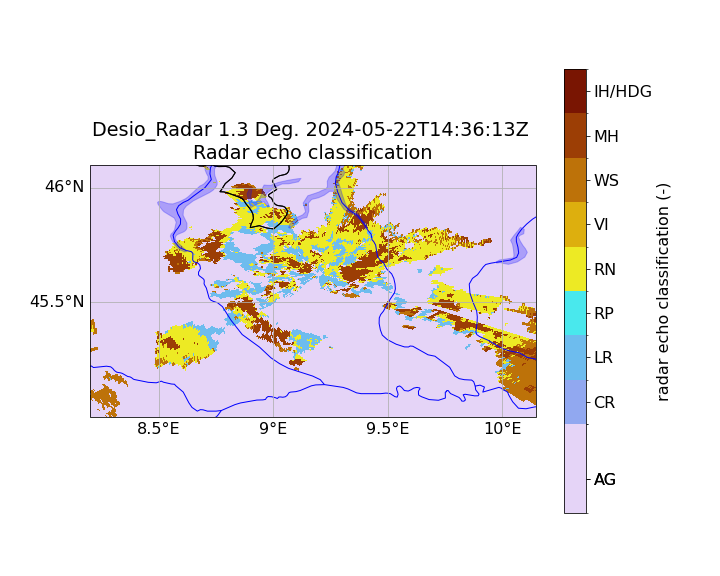 Desio_Radar 1.3 Deg. 2024-05-22T14:36:13Z
Radar echo classification
46°N
45.5°N
8.5°E
9°E
9.5°E
10°E
IH/HDG
MH
WS
VI
RN
RP
LR
CR
AG
radar echo classification (-)